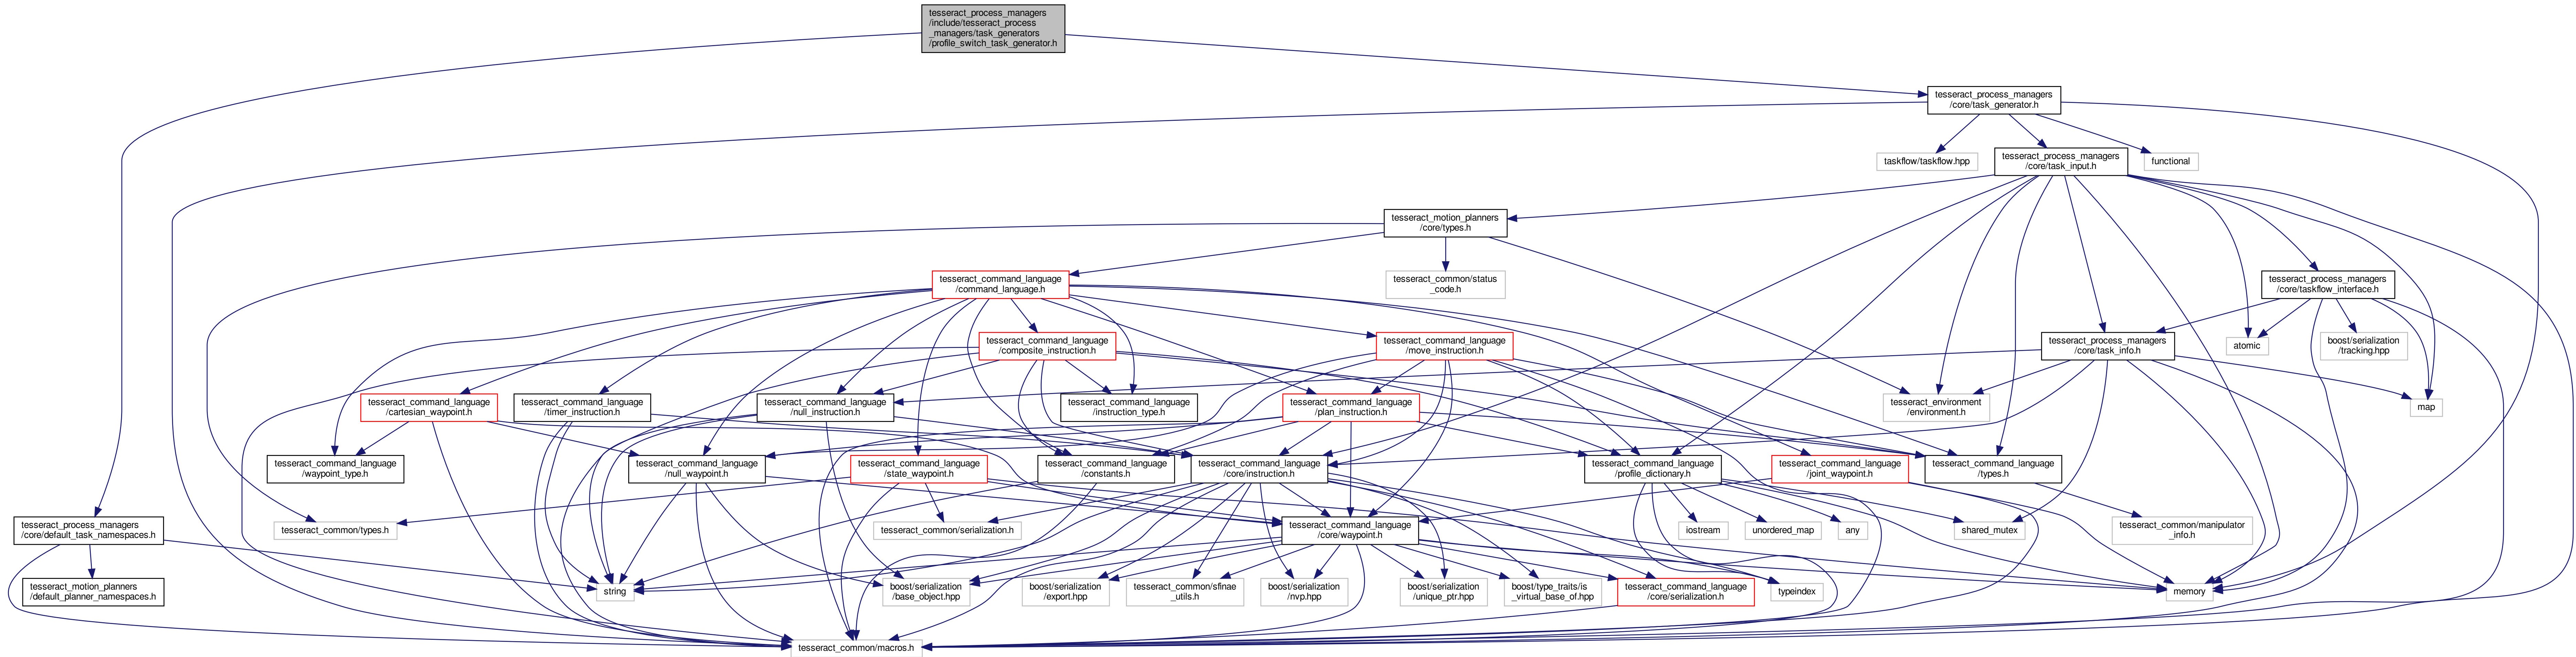 tesseract_process_managers
/include/tesseract_process
_managers/task_generators
/profile_switch_task_generator.h
tesseract_process_managers
/core/task_generator.h
taskflow/taskflow.hpp
tesseract_process_managers
/core/task_input.h
functional
tesseract_motion_planners
/core/types.h
tesseract_command_language
/command_language.h
tesseract_common/status
_code.h
tesseract_process_managers
/core/taskflow_interface.h
tesseract_command_language
/composite_instruction.h
tesseract_command_language
/move_instruction.h
tesseract_process_managers
/core/task_info.h
atomic
boost/serialization
/tracking.hpp
tesseract_command_language
/cartesian_waypoint.h
tesseract_command_language
/timer_instruction.h
tesseract_command_language
/null_instruction.h
tesseract_command_language
/instruction_type.h
tesseract_command_language
/plan_instruction.h
tesseract_environment
/environment.h
map
tesseract_command_language
/waypoint_type.h
tesseract_command_language
/null_waypoint.h
tesseract_command_language
/state_waypoint.h
tesseract_command_language
/constants.h
tesseract_command_language
/core/instruction.h
tesseract_command_language
/profile_dictionary.h
tesseract_command_language
/joint_waypoint.h
tesseract_command_language
/types.h
tesseract_process_managers
/core/default_task_namespaces.h
tesseract_common/types.h
tesseract_common/serialization.h
tesseract_command_language
/core/waypoint.h
iostream
unordered_map
any
shared_mutex
tesseract_common/manipulator
_info.h
tesseract_motion_planners
/default_planner_namespaces.h
string
boost/serialization
/base_object.hpp
boost/serialization
/export.hpp
tesseract_common/sfinae
_utils.h
boost/serialization
/nvp.hpp
boost/serialization
/unique_ptr.hpp
boost/type_traits/is
_virtual_base_of.hpp
tesseract_command_language
/core/serialization.h
typeindex
memory
tesseract_common/macros.h